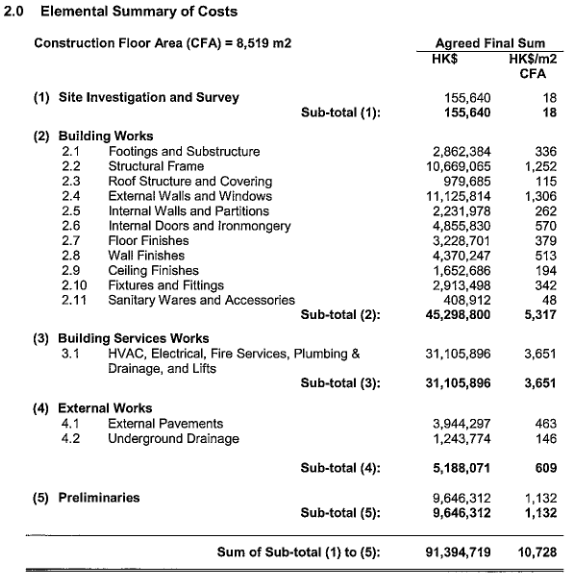 2.0 Elemental Summary of Costs
Construction Floor Area (CFA) = 8,519 m2 Agreed Final Sum
HK$ HK$/m2
CFA
(1) Site Investigation and Survey 155,640 18
Sub-total (1): 155,640 18
(2) Building Works
2.1 Footings and Substructure 2,862,384 336
2.2 Structural Frame 10,669,065 1,252
2.3 Roof Structure and Covering 979,685 115
2.4 External Walls and Windows 11,125,814 1,306
2.5 Internal Walls and Partitions 2,231,978 262
2.6 Internal Doors and Ironmongery 4,855,830 570
2.7 Floor Finishes 3,228,701 379
2.8 Wall Finishes 4,370,247 513
2.9 Ceiling Finishes 1,652,686 194
2.10 Fixtures and Fittings 2,913,498 342
2.11 Sanitary Wares and Accessories 408,912 48
Sub-total (2): 45,298,800 5,317
(3) Building Services Works
3.1 HVAC, Electrical, Fire Services, Plumbing & 31,105,896 3,651
Drainage, and Lifts
Sub-total (3): 31,105,896 3,651
(4) External Works
4.1 External Pavements 3,944,297 463
4.2 Underground Drainage 1,243,774 146
Sub-total (4): 5,188,071 609
(5) Preliminaries 9,646,312 1,132
Sub-total (5): 9,646,312 1,132
Sum of Sub-total (1) to (5): 91,394,719 10,728